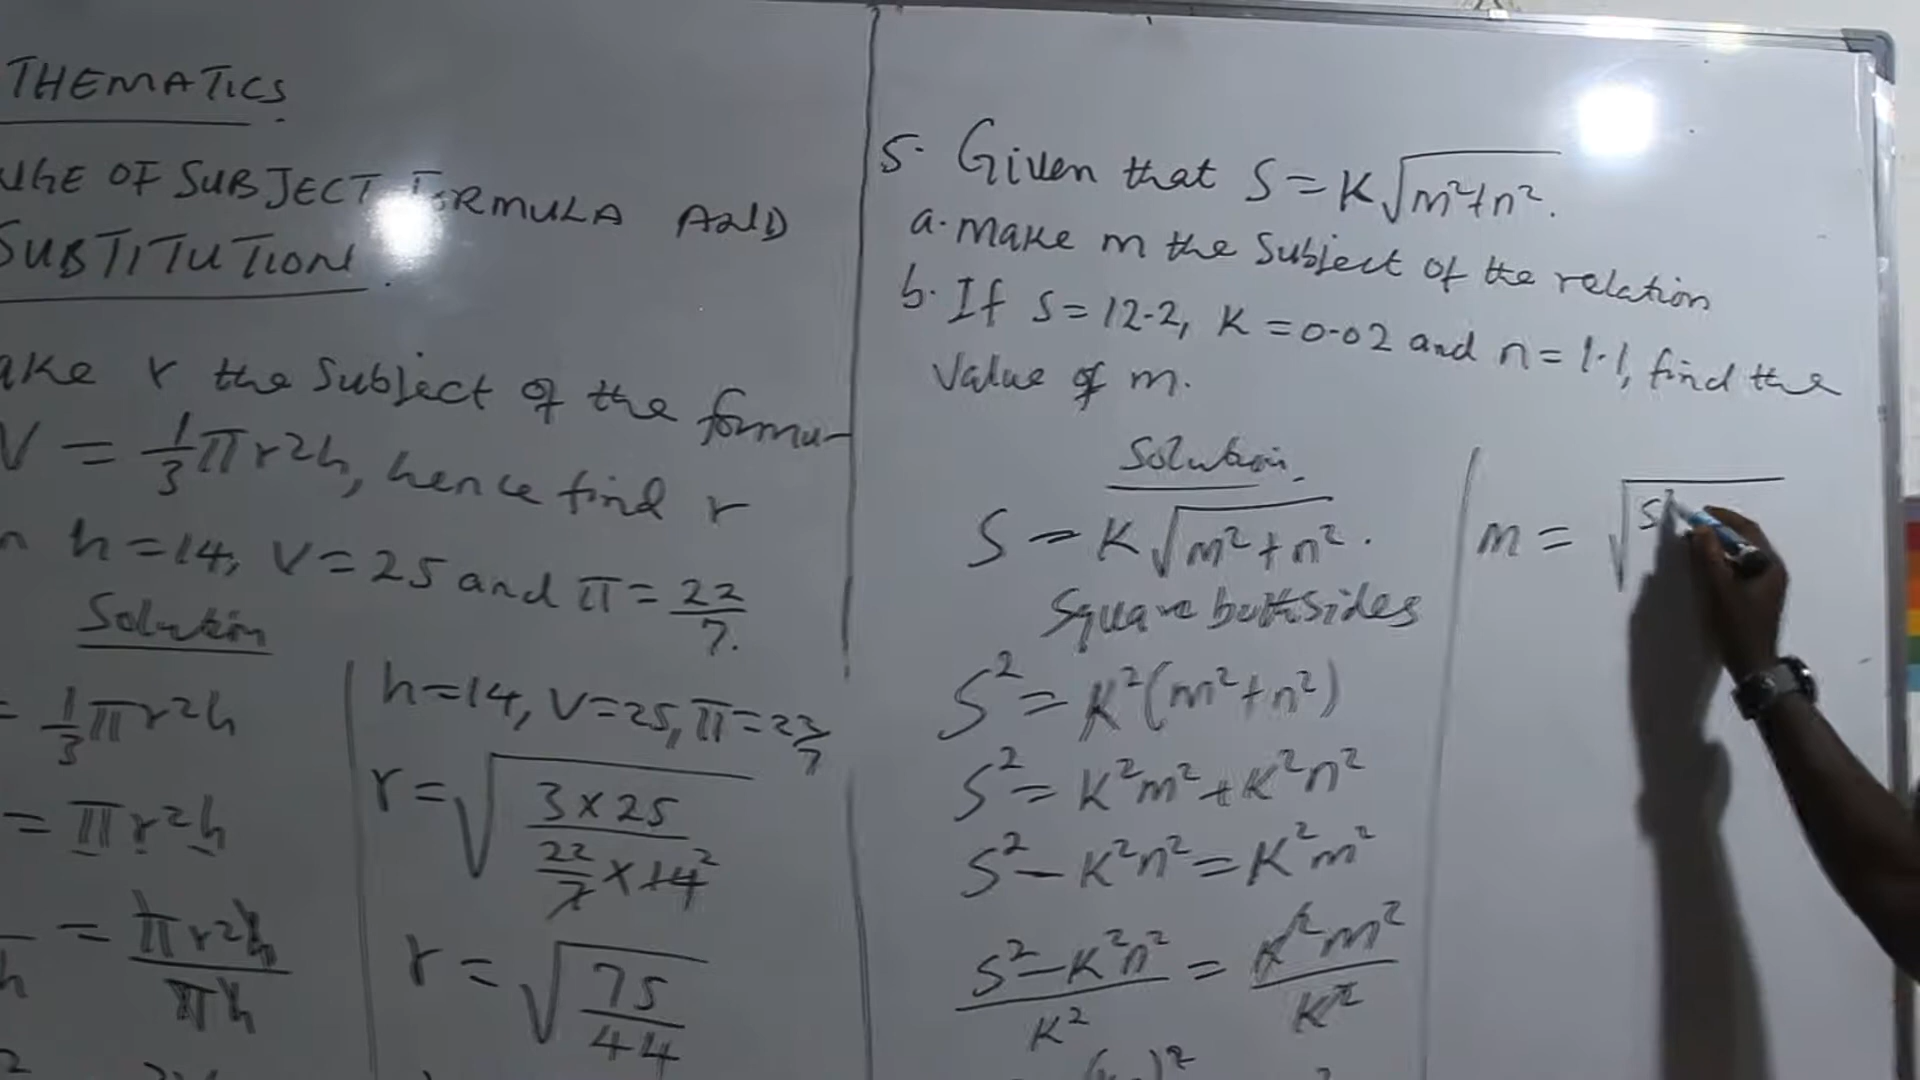 THEMATICS
UGE OF SUBJECT FORMULA AND
SUBTITUTION.
ake r the Subject of the formu-
V = 1/3 πr2h, hence find r
n h=14, V=25 and π = 22/7.
Solution
= 1/3 πr2h
= πr2h
= πr2h/πh
h=14, V=25, π=22/7
r = √(3×25 / (22/7 × 14²))
r = √(75/44)
5. Given that S = K√(m²+n²).
a. make m the Subject of the relation
b. If S = 12.2, K = 0.02 and n = 1.1, find the
Value of m.
Solution.
S = K√(m²+n²).
Square both sides
S² = K²(m²+n²)
S² = K²m² + K²n²
S² - K²n² = K²m²
(S² - K²n²)/K² = K²m²/K²
m = √S²